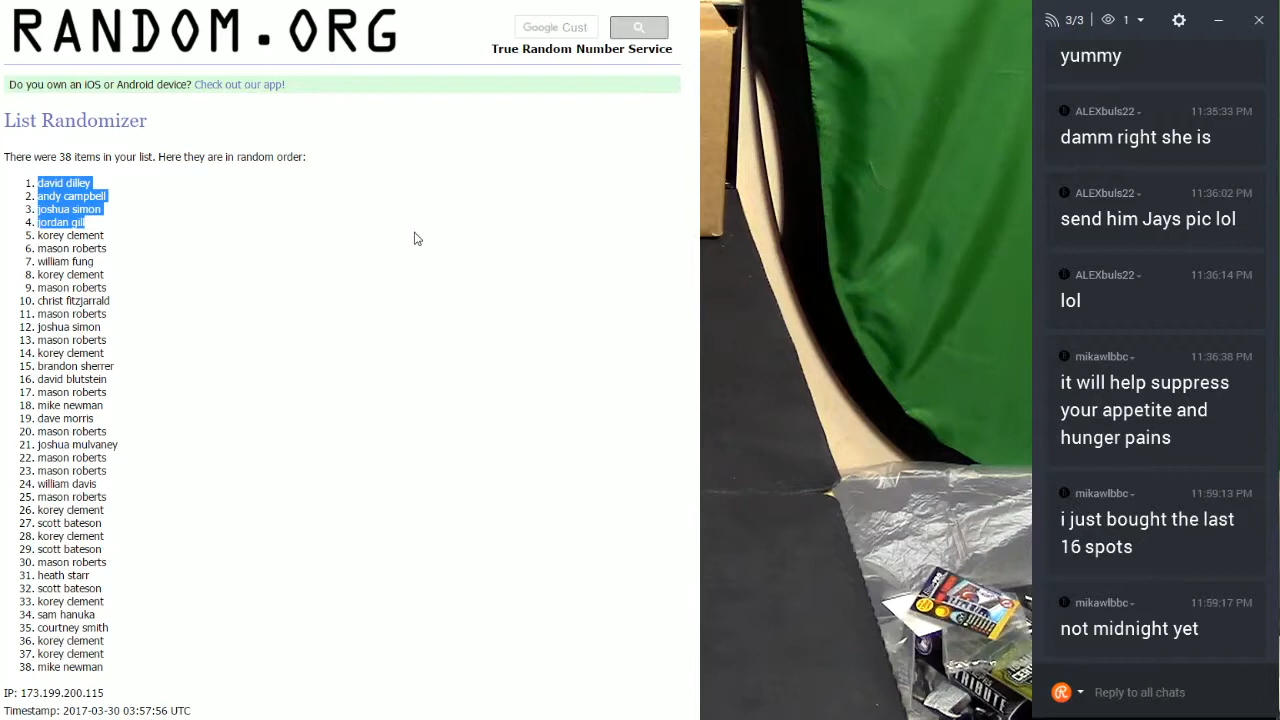 RANDOM.ORG
Google Cust
True Random Number Service
Do you own an iOS or Android device? Check out our app!
List Randomizer
There were 38 items in your list. Here they are in random order:
1. david dilley
2. andy campbell
3. joshua simon
4. jordan gill
5. korey clement
6. mason roberts
7. william fung
8. korey clement
9. mason roberts
10. christ fitzjarrald
11. mason roberts
12. joshua simon
13. mason roberts
14. korey clement
15. brandon sherrer
16. david blutstein
17. mason roberts
18. mike newman
19. dave morris
20. mason roberts
21. joshua mulvaney
22. mason roberts
23. mason roberts
24. william davis
25. mason roberts
26. korey clement
27. scott bateson
28. korey clement
29. scott bateson
30. mason roberts
31. heath starr
32. scott bateson
33. korey clement
34. sam hanuka
35. courtney smith
36. korey clement
37. korey clement
38. mike newman
IP: 173.199.200.115
Timestamp: 2017-03-30 03:57:56 UTC
TRIBUTE
3/3 1
yummy
ALEXbuls22 11:35:33 PM
damm right she is
ALEXbuls22 11:36:02 PM
send him Jays pic lol
ALEXbuls22 11:36:14 PM
lol
mikawlbbc 11:36:38 PM
it will help suppress
your appetite and
hunger pains
mikawlbbc 11:59:13 PM
i just bought the last
16 spots
mikawlbbc 11:59:17 PM
not midnight yet
Reply to all chats